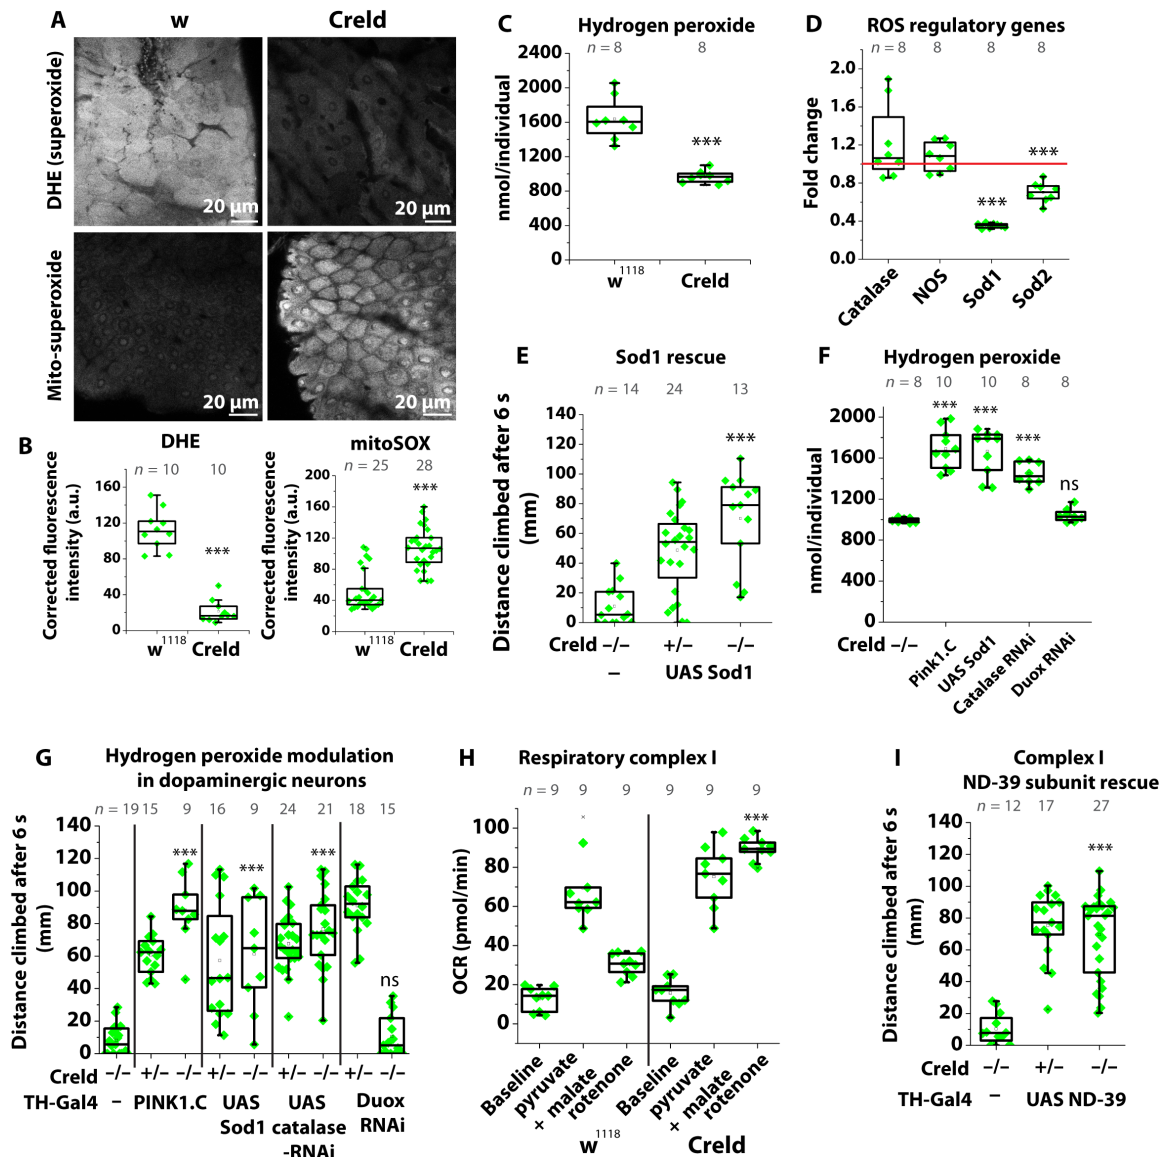 A
w
Creld
DHE (superoxide)
20 µm
20 µm
Mito-superoxide
20 µm
20 µm
B
DHE
n = 10
10
Corrected fluorescence
intensity (a.u.)
160
120
80
40
0
***
w1118 Creld
mitoSOX
n = 25
28
Corrected fluorescence
intensity (a.u.)
200
160
120
80
40
0
***
w1118 Creld
C
Hydrogen peroxide
n = 8
8
nmol/individual
2400
2000
1600
1200
800
400
0
***
w1118
Creld
D
ROS regulatory genes
n = 8
8
8
8
Fold change
2.0
1.6
1.2
0.8
0.4
0.0
***
***
Catalase
NOS
Sod1
Sod2
E
Sod1 rescue
n = 14
24
13
Distance climbed after 6 s
(mm)
140
120
100
80
60
40
20
0
***
Creld −/−
+/−
−/−
−
UAS Sod1
F
Hydrogen peroxide
n = 8
10
10
8
8
nmol/individual
2000
1600
1200
800
400
0
***
***
***
ns
Creld −/−
Pink1.C
UAS Sod1
Catalase RNAi
Duox RNAi
G
Hydrogen peroxide modulation
in dopaminergic neurons
n = 19
15
9
16
9
24
21
18
15
Distance climbed after 6 s
(mm)
140
120
100
80
60
40
20
0
***
***
***
ns
Creld −/− +/− −/− +/− −/− +/− −/− +/− −/−
TH-Gal4 − PINK1.C UAS UAS Duox
Sod1 catalase RNAi
-RNAi
H
Respiratory complex I
n = 9
9
9
9
9
9
OCR (pmol/min)
100
80
60
40
20
0
***
Baseline
pyruvate
+ malate
rotenone
Baseline
pyruvate
+ malate
rotenone
w1118
Creld
I
Complex I
ND-39 subunit rescue
n = 12
17
27
Distance climbed after 6 s
(mm)
140
120
100
80
60
40
20
0
***
Creld −/− +/− −/−
TH-Gal4 − UAS ND-39